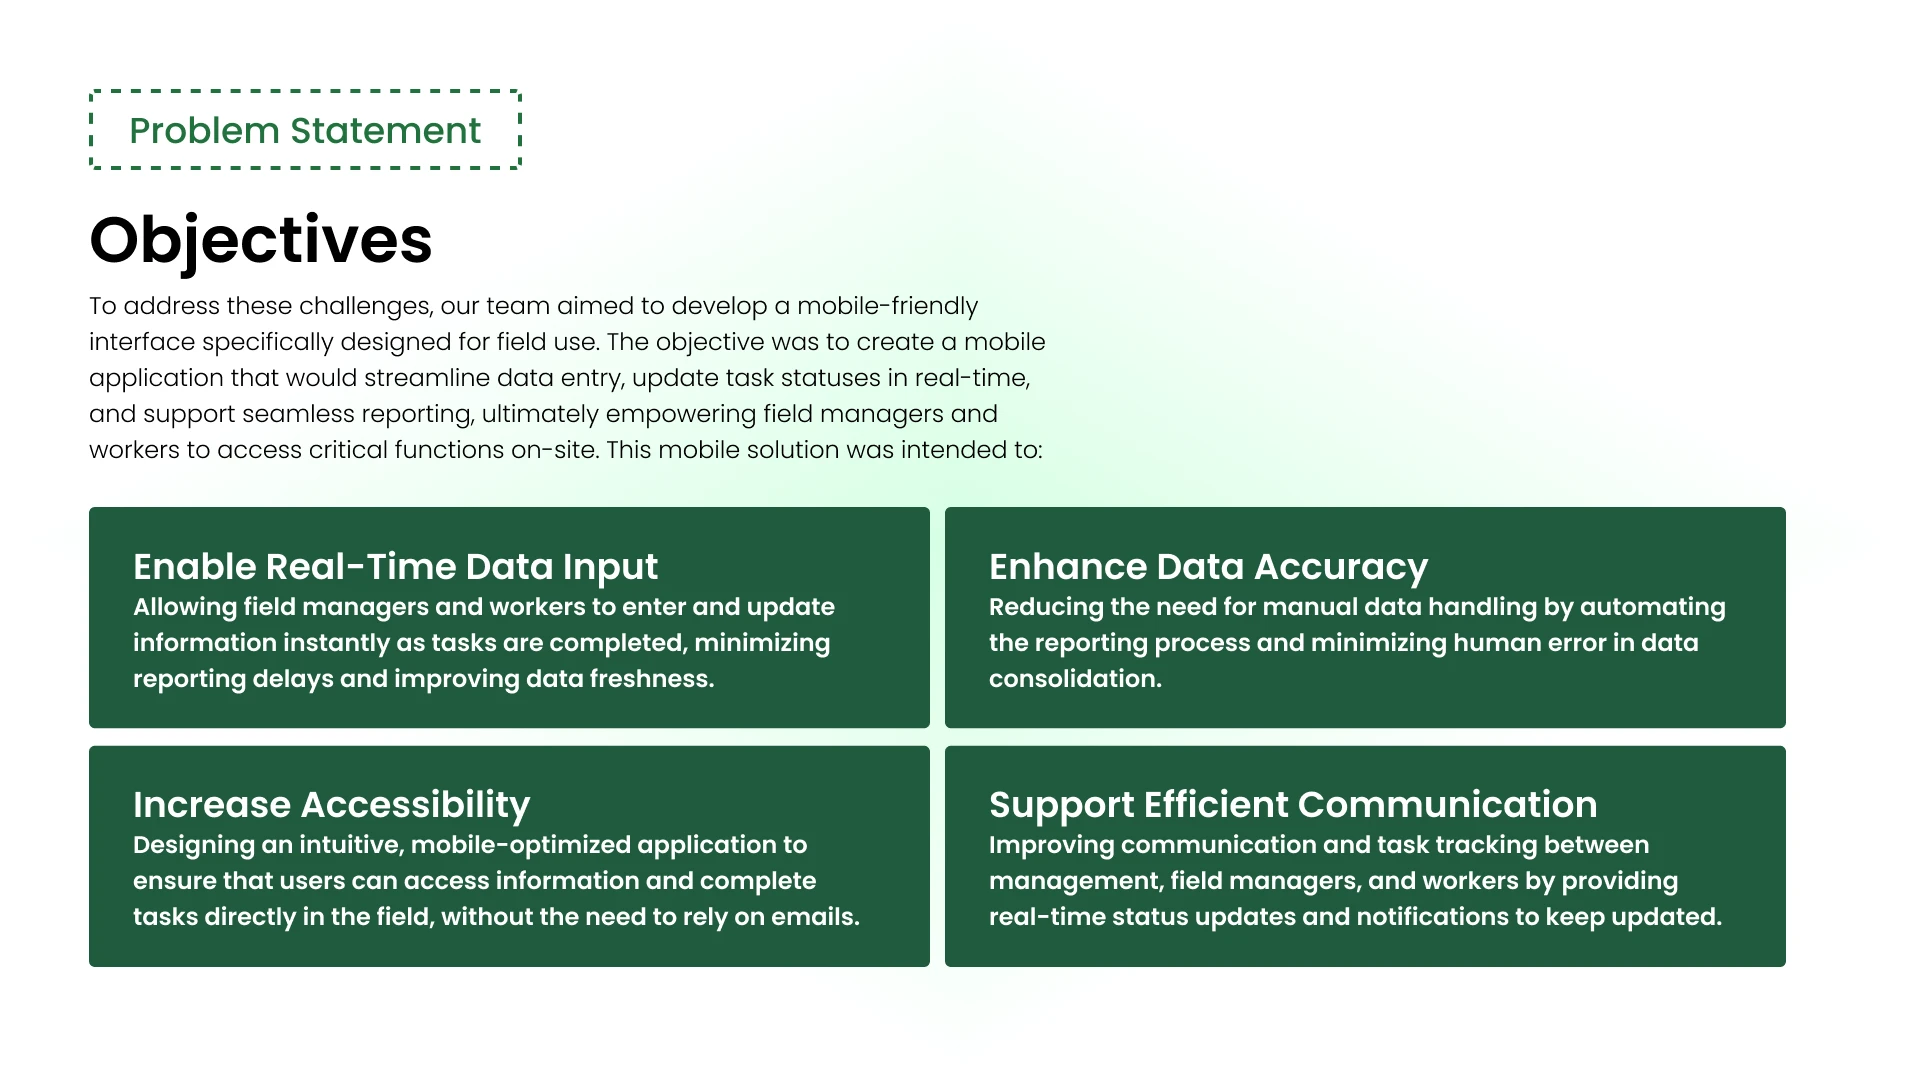 Problem Statement
Objectives
To address these challenges, our team aimed to develop a mobile-friendly
interface specifically designed for field use. The objective was to create a mobile
application that would streamline data entry, update task statuses in real-time,
and support seamless reporting, ultimately empowering field managers and
workers to access critical functions on-site. This mobile solution was intended to:
Enable Real-Time Data Input
Allowing field managers and workers to enter and update
information instantly as tasks are completed, minimizing
reporting delays and improving data freshness.
Enhance Data Accuracy
Reducing the need for manual data handling by automating
the reporting process and minimizing human error in data
consolidation.
Increase Accessibility
Designing an intuitive, mobile-optimized application to
ensure that users can access information and complete
tasks directly in the field, without the need to rely on emails.
Support Efficient Communication
Improving communication and task tracking between
management, field managers, and workers by providing
real-time status updates and notifications to keep updated.